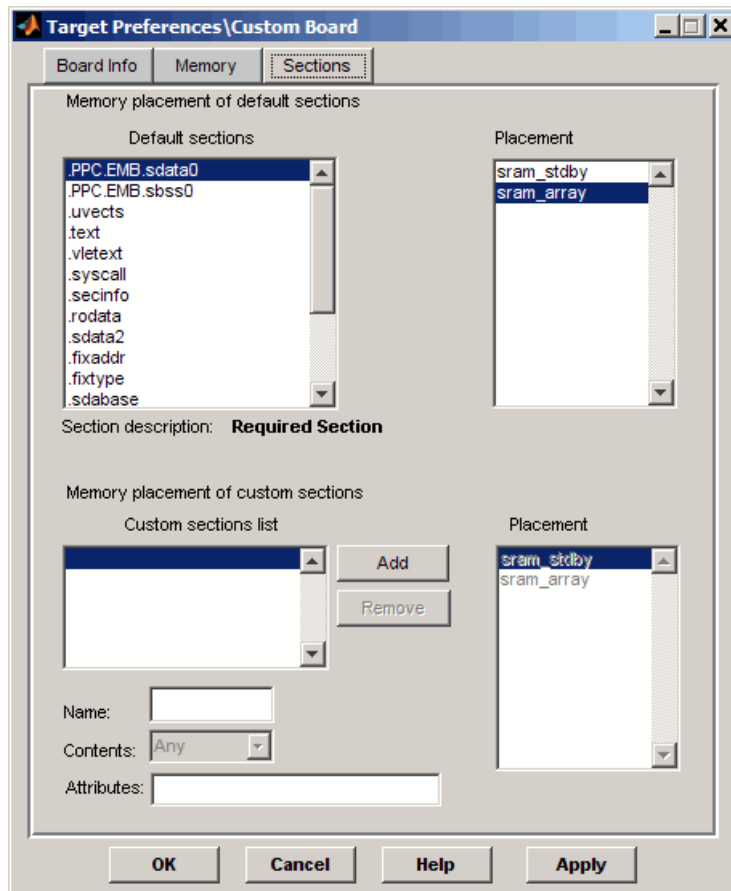 Target Preferences\Custom Board
Board Info Memory Sections
Memory placement of default sections
Default sections Placement
.PPC.EMB.sdata0 sram_stdby
.PPC.EMB.sbss0 sram_array
.uvects
.text
.vletext
.syscall
.secinfo
.rodata
.sdata2
.fixaddr
.fixtype
.sdabase
Section description: Required Section
Memory placement of custom sections
Custom sections list Placement
Add sram_stdby
sram_array
Remove
Name:
Contents: Any
Attributes:
OK Cancel Help Apply